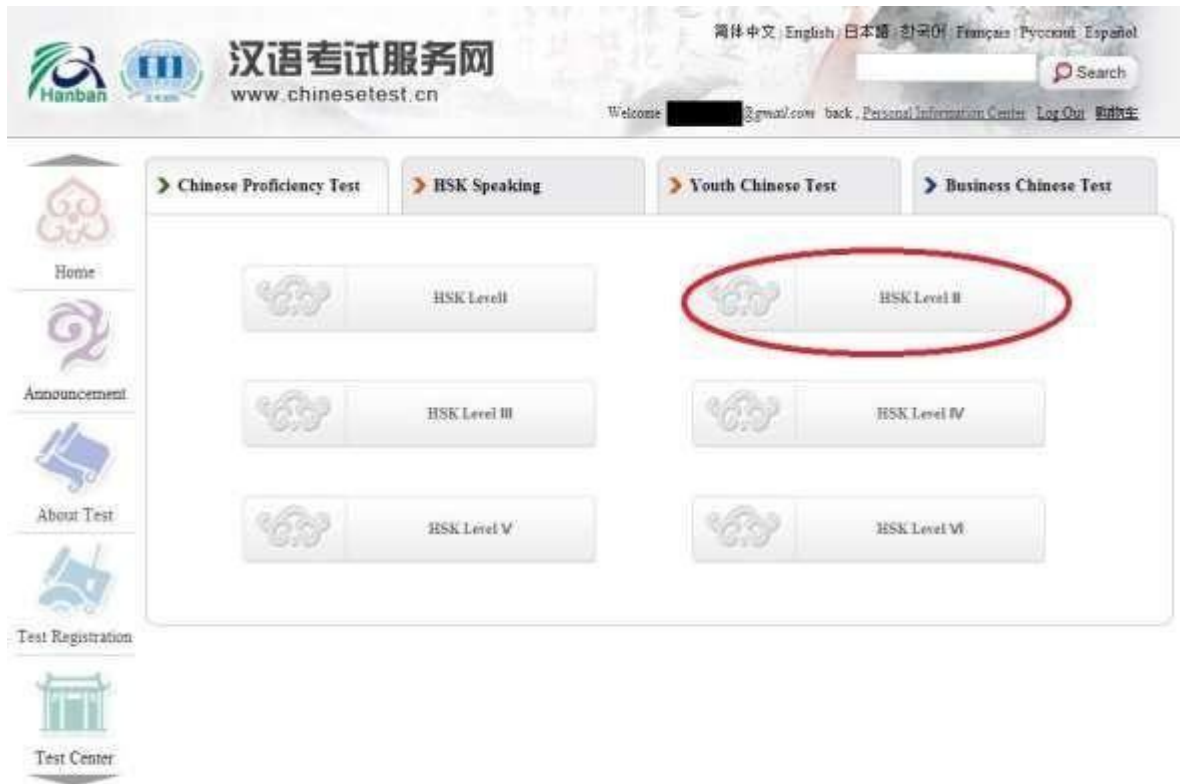 简体中文 English 日本語 한국어 Français Русский Español
Hanban
汉语考试服务网
www.chinesetest.cn
Search
Welcome @gmail.com back , Personal Information Center Log Out 购物车
Chinese Proficiency Test
HSK Speaking
Youth Chinese Test
Business Chinese Test
Home
HSK LevelⅠ
HSK Level Ⅱ
Announcement
HSK Level Ⅲ
HSK Level Ⅳ
About Test
HSK Level Ⅴ
HSK Level Ⅵ
Test Registration
Test Center